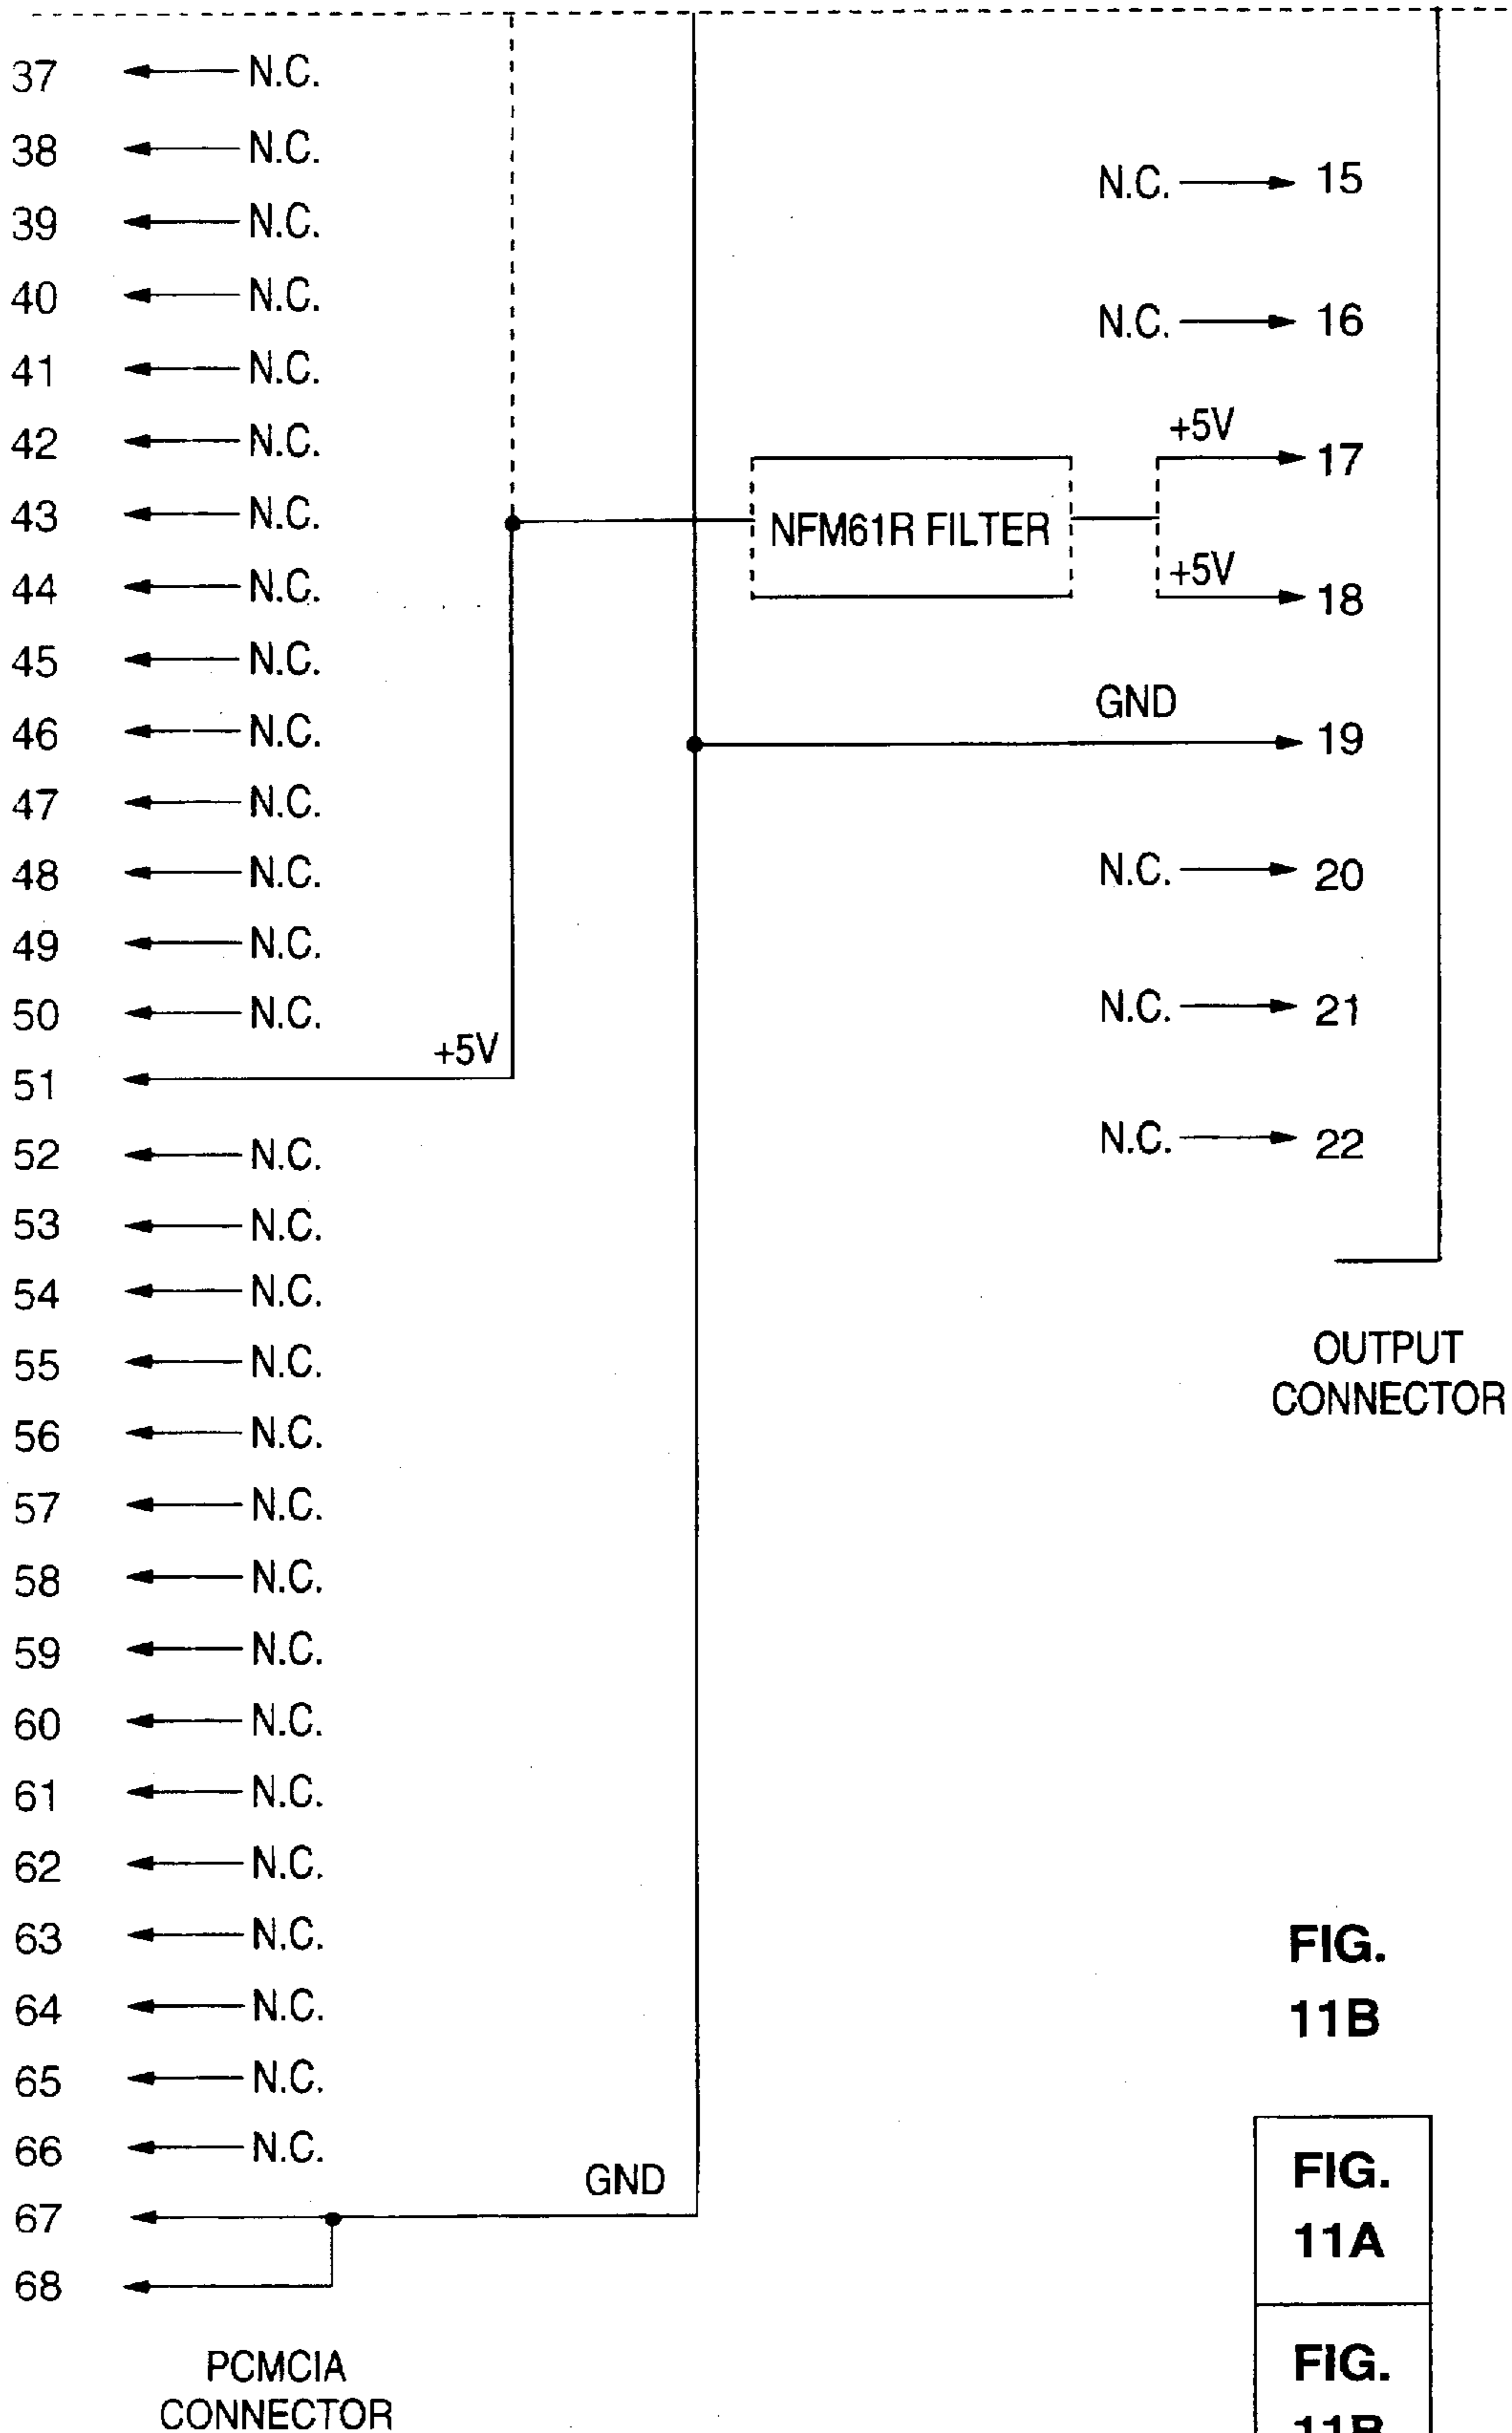 37 N.C.
38 N.C.
N.C. 15
39 N.C.
40 N.C.
N.C. 16
41 N.C.
42 N.C.
+5V
17
43 N.C.
NFM61R FILTER
44 N.C.
+5V
18
45 N.C.
GND
46 N.C.
19
47 N.C.
48 N.C.
N.C. 20
49 N.C.
50 N.C.
N.C. 21
+5V
51
52 N.C.
N.C. 22
53 N.C.
54 N.C.
55 N.C.
OUTPUT
CONNECTOR
56 N.C.
57 N.C.
58 N.C.
59 N.C.
60 N.C.
61 N.C.
62 N.C.
63 N.C.
64 N.C.
65 N.C.
66 N.C.
GND
67
68
PCMCIA
CONNECTOR
FIG.
11B
FIG.
11A
FIG.
11B